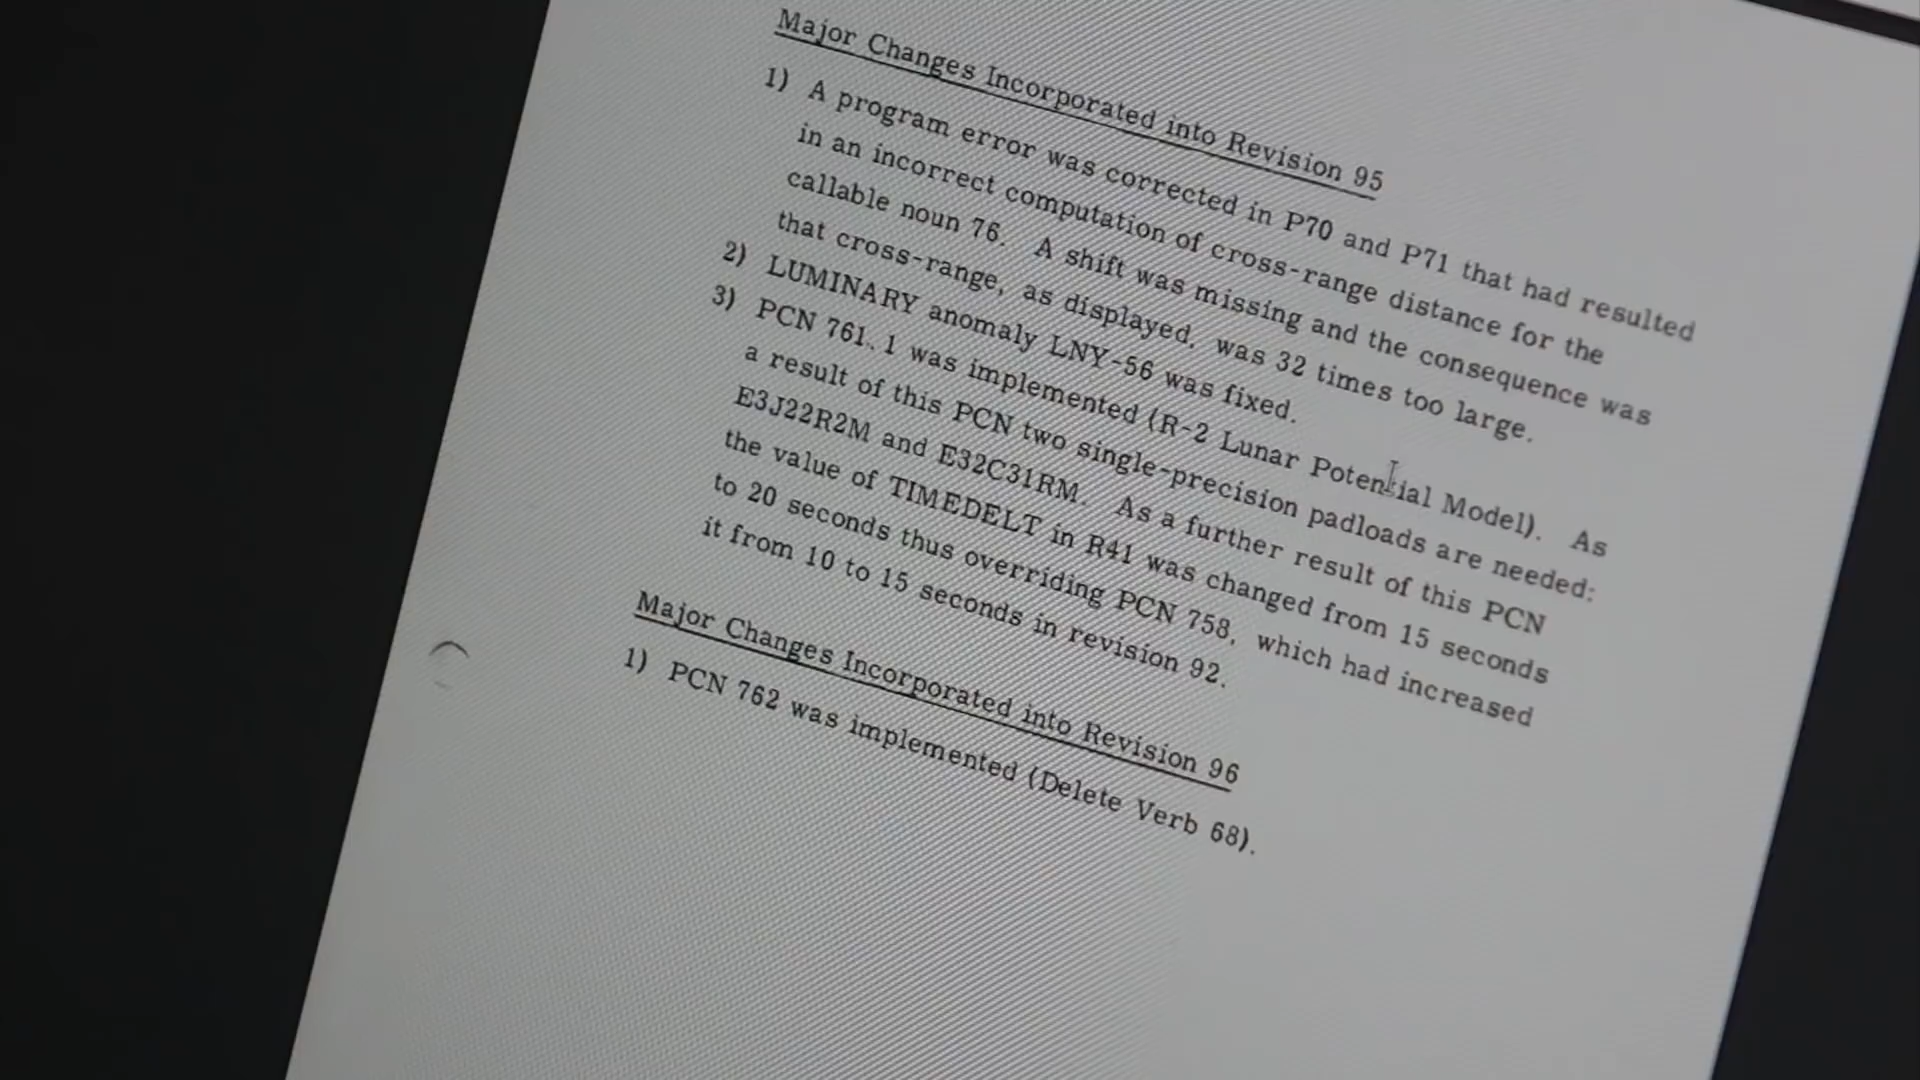 Major Changes Incorporated into Revision 95
1) A program error was corrected in P70 and P71 that had resulted
in an incorrect computation of cross-range distance for the
callable noun 76. A shift was missing and the consequence was
that cross-range, as displayed, was 32 times too large.
2) LUMINARY anomaly LNY-56 was fixed.
3) PCN 761.1 was implemented (R-2 Lunar Potential Model). As
a result of this PCN two single-precision padloads are needed:
E3J22R2M and E32C31RM. As a further result of this PCN
the value of TIMEDELT in R41 was changed from 15 seconds
to 20 seconds thus overriding PCN 758, which had increased
it from 10 to 15 seconds in revision 92.
Major Changes Incorporated into Revision 96
1) PCN 762 was implemented (Delete Verb 68).